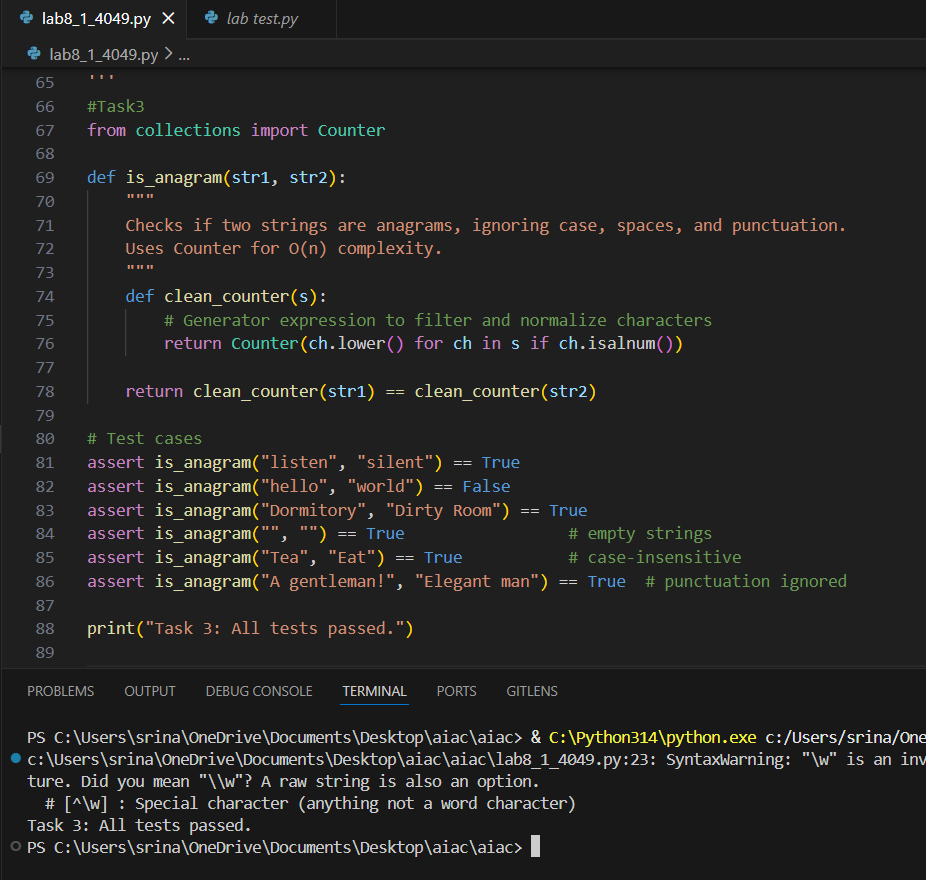 lab8_1_4049.py
lab test.py
lab8_1_4049.py > ...
65 '''
66 #Task3
67 from collections import Counter
68
69 def is_anagram(str1, str2):
70     """
71     Checks if two strings are anagrams, ignoring case, spaces, and punctuation.
72     Uses Counter for O(n) complexity.
73     """
74     def clean_counter(s):
75         # Generator expression to filter and normalize characters
76         return Counter(ch.lower() for ch in s if ch.isalnum())
77
78     return clean_counter(str1) == clean_counter(str2)
79
80 # Test cases
81 assert is_anagram("listen", "silent") == True
82 assert is_anagram("hello", "world") == False
83 assert is_anagram("Dormitory", "Dirty Room") == True
84 assert is_anagram("", "") == True                 # empty strings
85 assert is_anagram("Tea", "Eat") == True           # case-insensitive
86 assert is_anagram("A gentleman!", "Elegant man") == True  # punctuation ignored
87
88 print("Task 3: All tests passed.")
89
PROBLEMS OUTPUT DEBUG CONSOLE TERMINAL PORTS GITLENS
PS C:\Users\srina\OneDrive\Documents\Desktop\aiac\aiac> & C:\Python314\python.exe c:/Users/srina/One
c:\Users\srina\OneDrive\Documents\Desktop\aiac\aiac\lab8_1_4049.py:23: SyntaxWarning: "\w" is an inv
ture. Did you mean "\\w"? A raw string is also an option.
  # [^\w] : Special character (anything not a word character)
Task 3: All tests passed.
PS C:\Users\srina\OneDrive\Documents\Desktop\aiac\aiac>